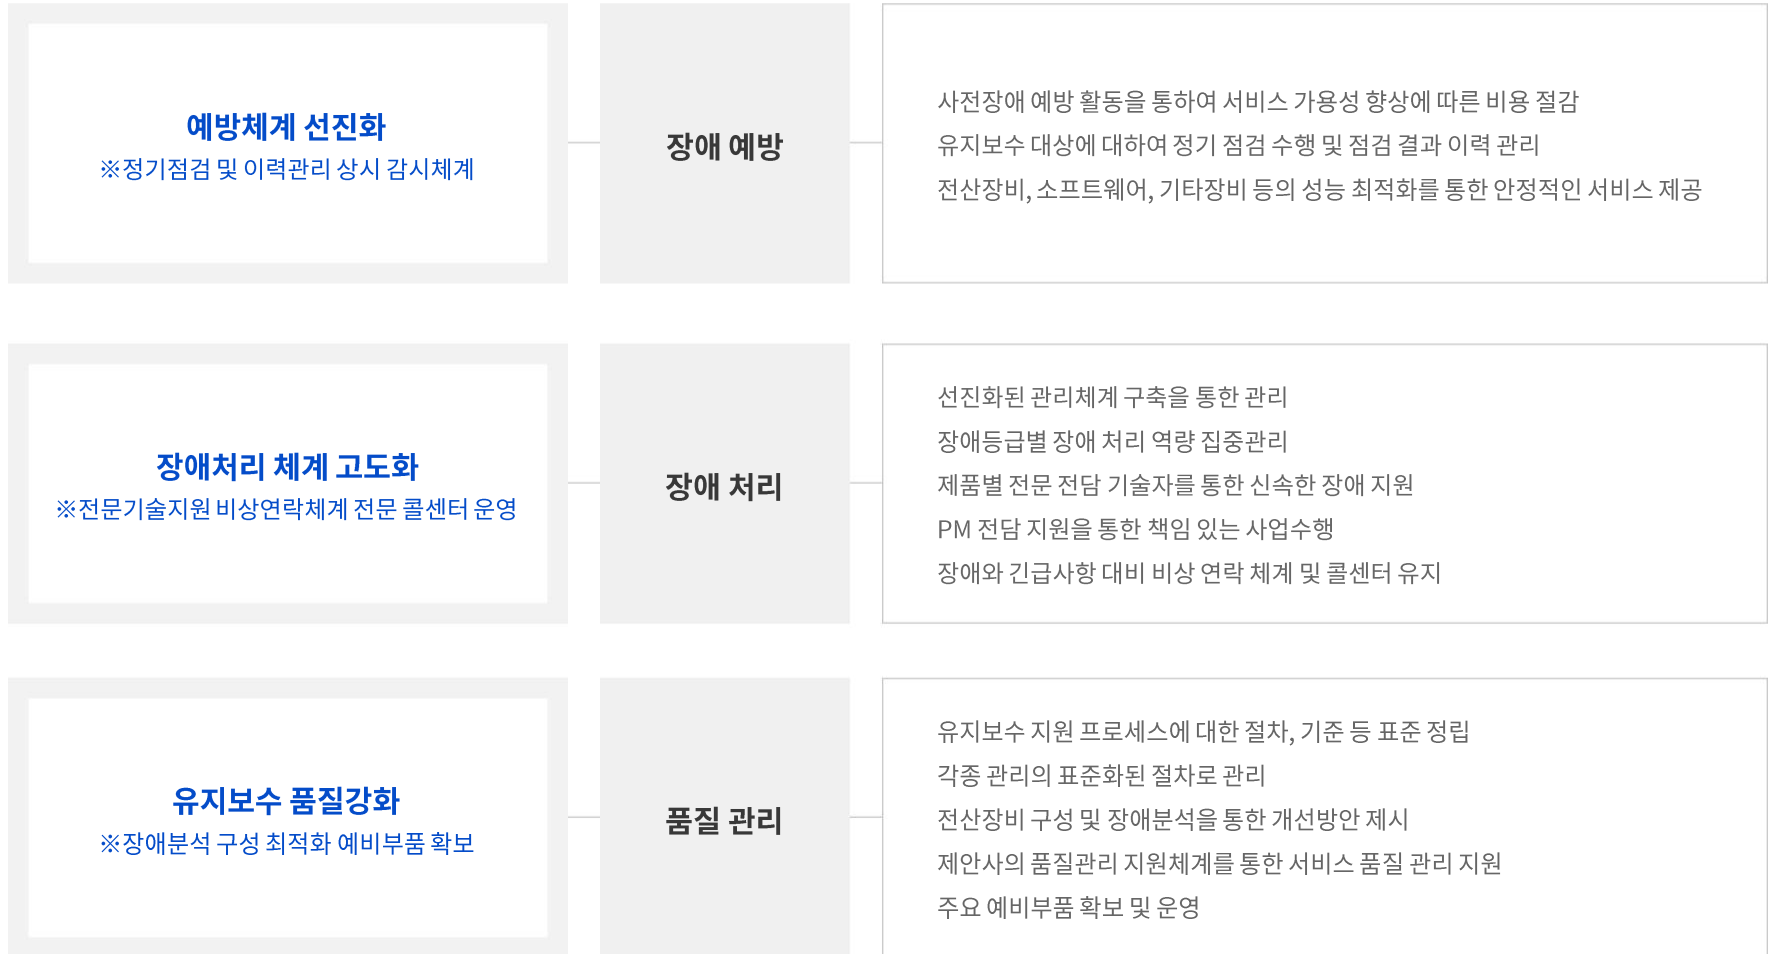 예방체계 선진화
※정기점검 및 이력관리 상시 감시체계
장애 예방
사전장애 예방 활동을 통하여 서비스 가용성 향상에 따른 비용 절감
유지보수 대상에 대하여 정기 점검 수행 및 점검 결과 이력 관리
전산장비, 소프트웨어, 기타장비 등의 성능 최적화를 통한 안정적인 서비스 제공
장애처리 체계 고도화
※전문기술지원 비상연락체계 전문 콜센터 운영
장애 처리
선진화된 관리체계 구축을 통한 관리
장애등급별 장애 처리 역량 집중관리
제품별 전문 전담 기술자를 통한 신속한 장애 지원
PM 전담 지원을 통한 책임 있는 사업수행
장애와 긴급사항 대비 비상 연락 체계 및 콜센터 유지
유지보수 품질강화
※장애분석 구성 최적화 예비부품 확보
품질 관리
유지보수 지원 프로세스에 대한 절차, 기준 등 표준 정립
각종 관리의 표준화된 절차로 관리
전산장비 구성 및 장애분석을 통한 개선방안 제시
제안사의 품질관리 지원체계를 통한 서비스 품질 관리 지원
주요 예비부품 확보 및 운영